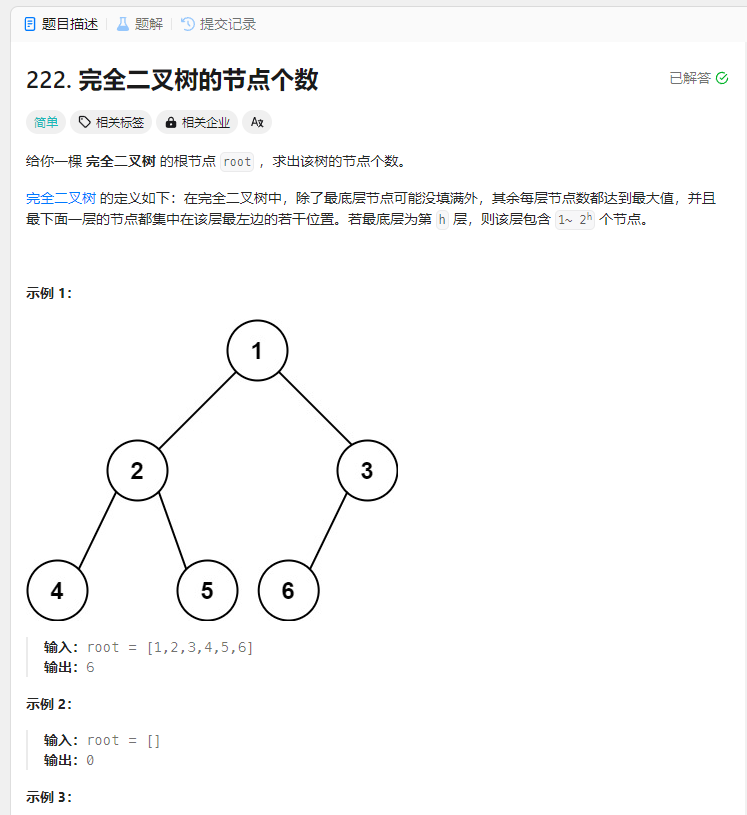 题目描述 题解 提交记录
222. 完全二叉树的节点个数
已解答
简单 相关标签 相关企业 Aあ
给你一棵 完全二叉树 的根节点 root ，求出该树的节点个数。
完全二叉树 的定义如下：在完全二叉树中，除了最底层节点可能没填满外，其余每层节点数都达到最大值，并且
最下面一层的节点都集中在该层最左边的若干位置。若最底层为第 h 层，则该层包含 1~ 2ʰ 个节点。
示例 1：
1
2 3
4 5 6
输入：root = [1,2,3,4,5,6]
输出：6
示例 2：
输入：root = []
输出：0
示例 3：